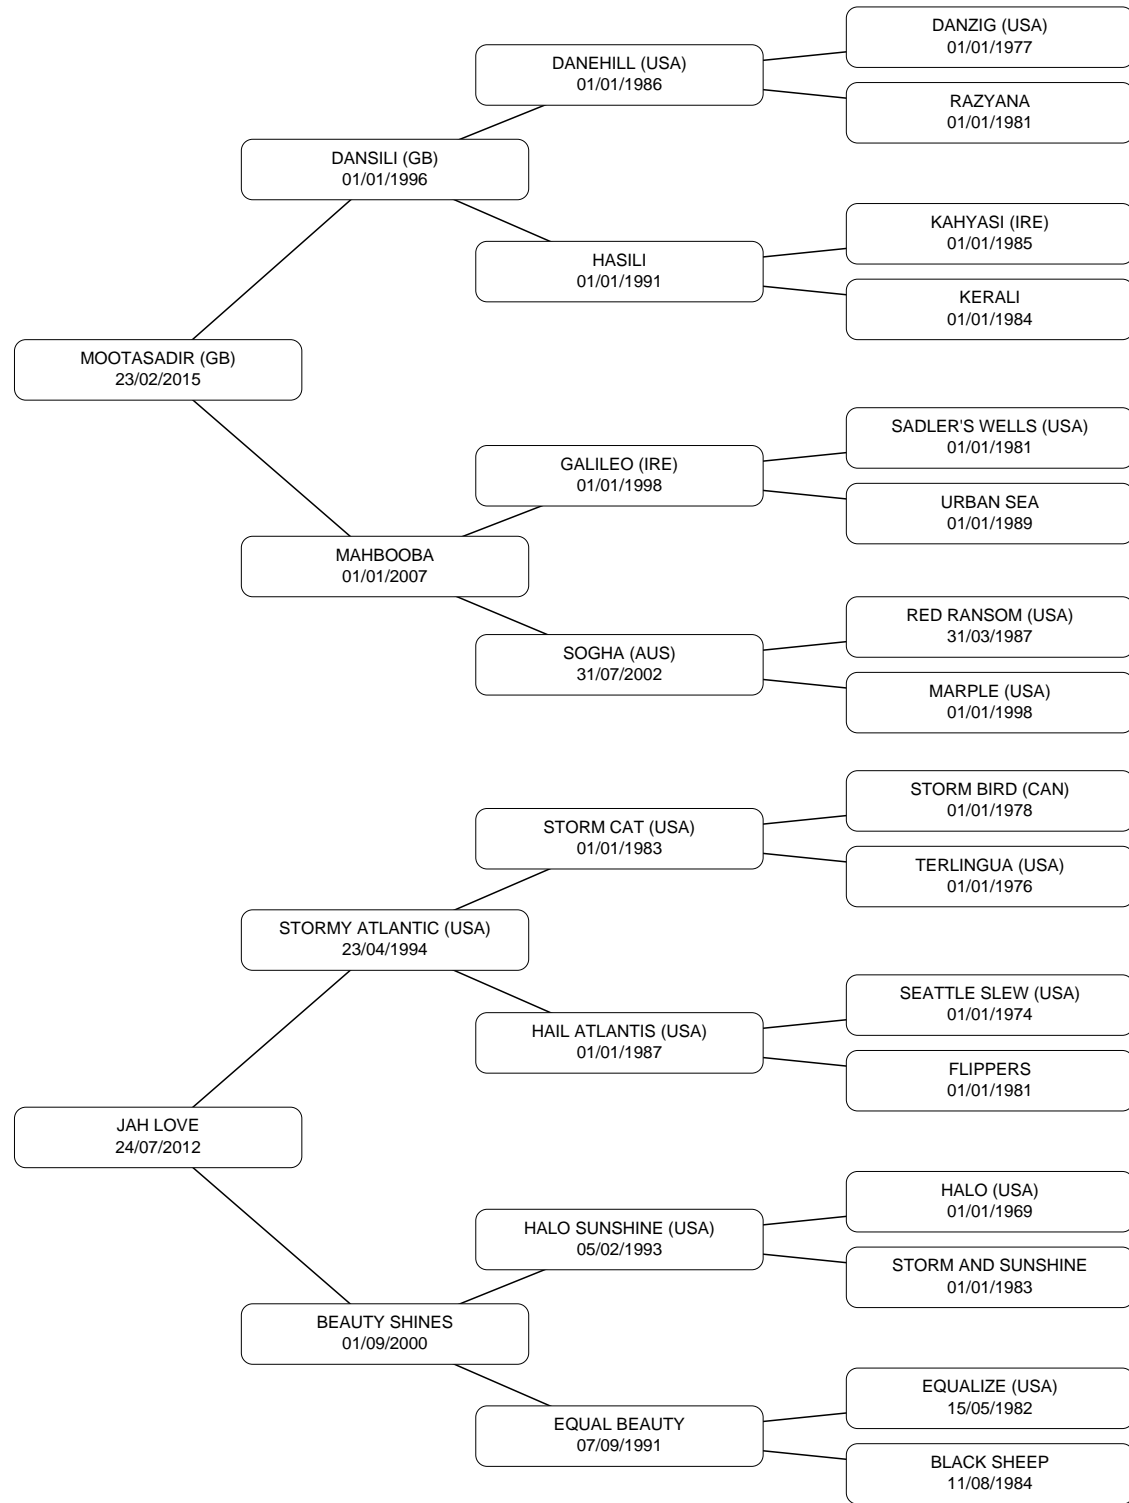 DANZIG (USA)
01/01/1977
DANEHILL (USA)
01/01/1986
RAZYANA
01/01/1981
DANSILI (GB)
01/01/1996
KAHYASI (IRE)
01/01/1985
HASILI
01/01/1991
KERALI
01/01/1984
MOOTASADIR (GB)
23/02/2015
SADLER'S WELLS (USA)
01/01/1981
GALILEO (IRE)
01/01/1998
URBAN SEA
01/01/1989
MAHBOOBA
01/01/2007
RED RANSOM (USA)
31/03/1987
SOGHA (AUS)
31/07/2002
MARPLE (USA)
01/01/1998
STORM BIRD (CAN)
01/01/1978
STORM CAT (USA)
01/01/1983
TERLINGUA (USA)
01/01/1976
STORMY ATLANTIC (USA)
23/04/1994
SEATTLE SLEW (USA)
01/01/1974
HAIL ATLANTIS (USA)
01/01/1987
FLIPPERS
01/01/1981
JAH LOVE
24/07/2012
HALO (USA)
01/01/1969
HALO SUNSHINE (USA)
05/02/1993
STORM AND SUNSHINE
01/01/1983
BEAUTY SHINES
01/09/2000
EQUALIZE (USA)
15/05/1982
EQUAL BEAUTY
07/09/1991
BLACK SHEEP
11/08/1984